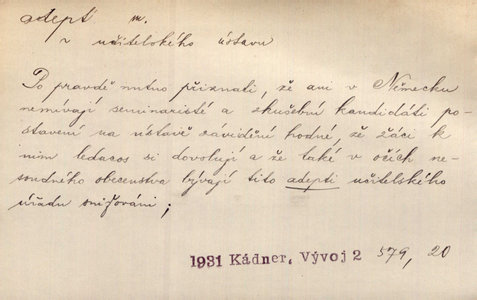 adept m.
z učitelského ústavu
Po pravdě nutno přiznati, že ani v Německu
nemívají seminaristé a zkušební kandidáti po-
stavení na ústavě závidění hodné, že žáci k
nim ledacos si dovolují a že také v očích ne-
soudného obecenstva bývají tito adepti učitelského
úřadu snižováni;
1931 Kádner, Vývoj 2 579, 20